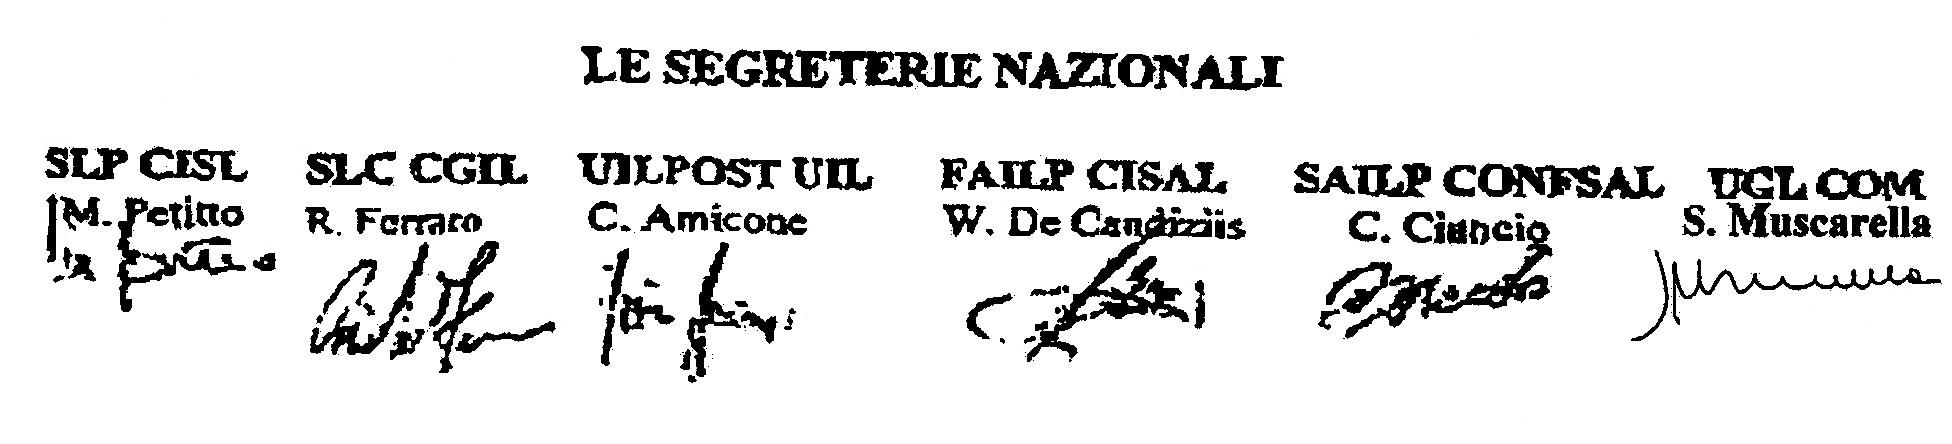 LE SEGRETERIE NAZIONALI
SLP CISL SLC CGIL UILPOST UIL FAILP CISAL SAILP CONFSAL UGL COM
M. Petitto R. Ferraro C. Amicone W. De Candiziis C. Ciancio S. Muscarella